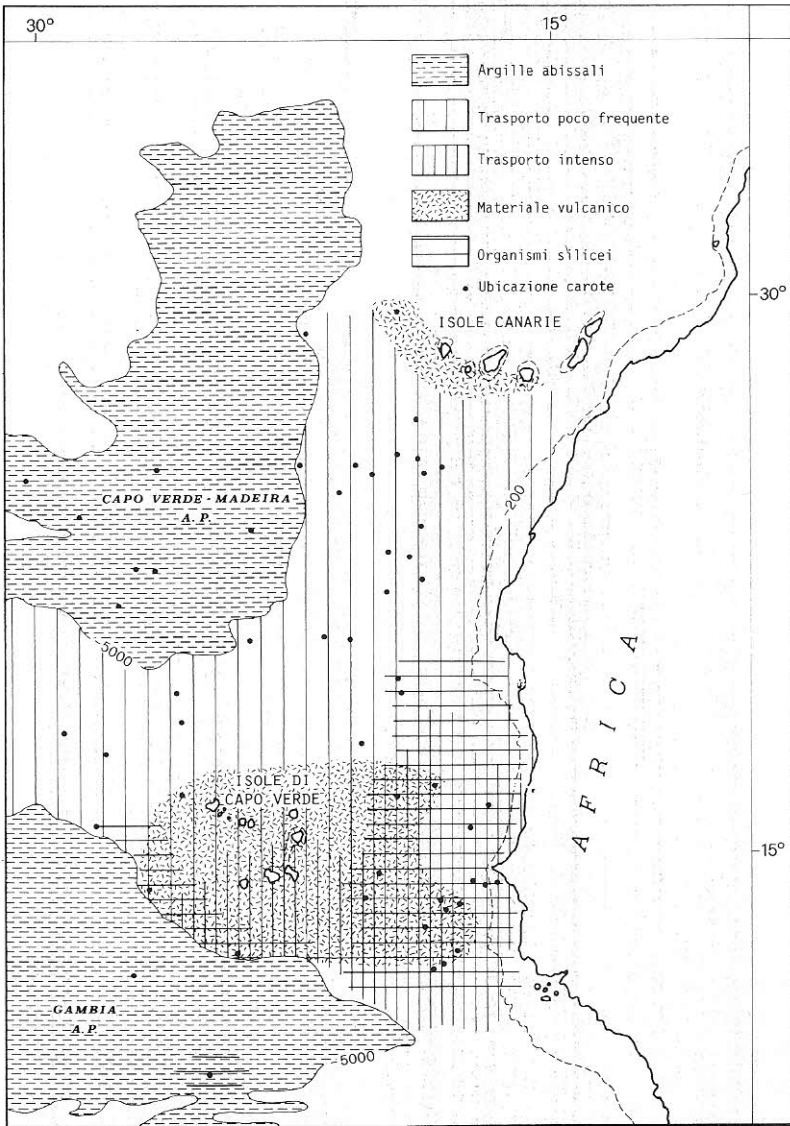 30°
15°
Argille abissali
Trasporto poco frequente
Trasporto intenso
Materiale vulcanico
Organismi silicei
Ubicazione carote
30°
ISOLE CANARIE
200
CAPO VERDE - MADEIRA
A. P.
5000
AFRICA
ISOLE DI
CAPO VERDE
15°
GAMBIA
A.P.
5000